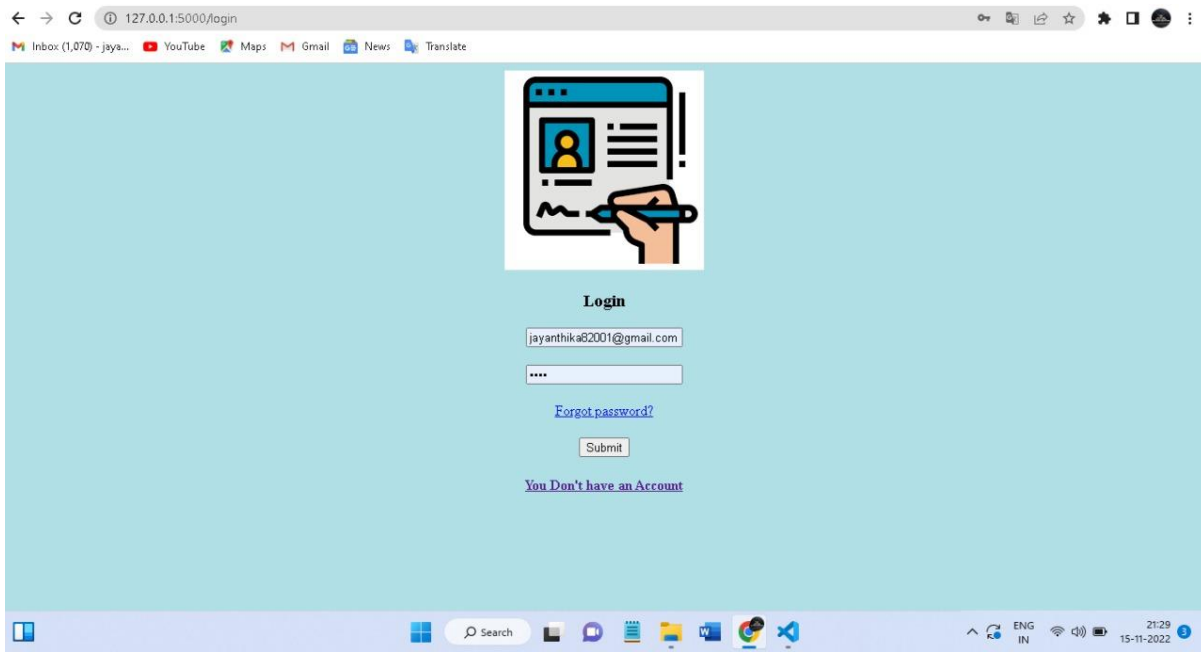 127.0.0.1:5000/login
Inbox (1,070) - jaya... YouTube Maps Gmail News Translate
Login
jayanthika82001@gmail.com
••••
Forgot password?
Submit
You Don't have an Account
Search
ENG
IN
21:29
15-11-2022
3